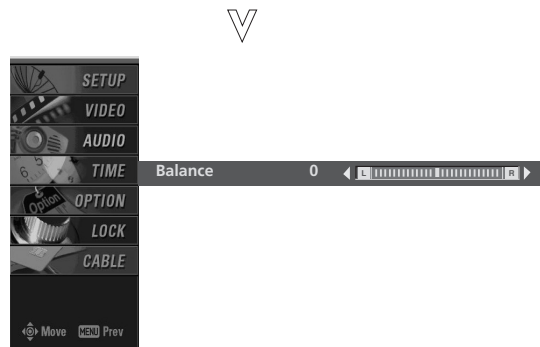 SETUP
VIDEO
AUDIO
TIME
Balance 0 L R
OPTION
Option
LOCK
CABLE
Move MENU Prev